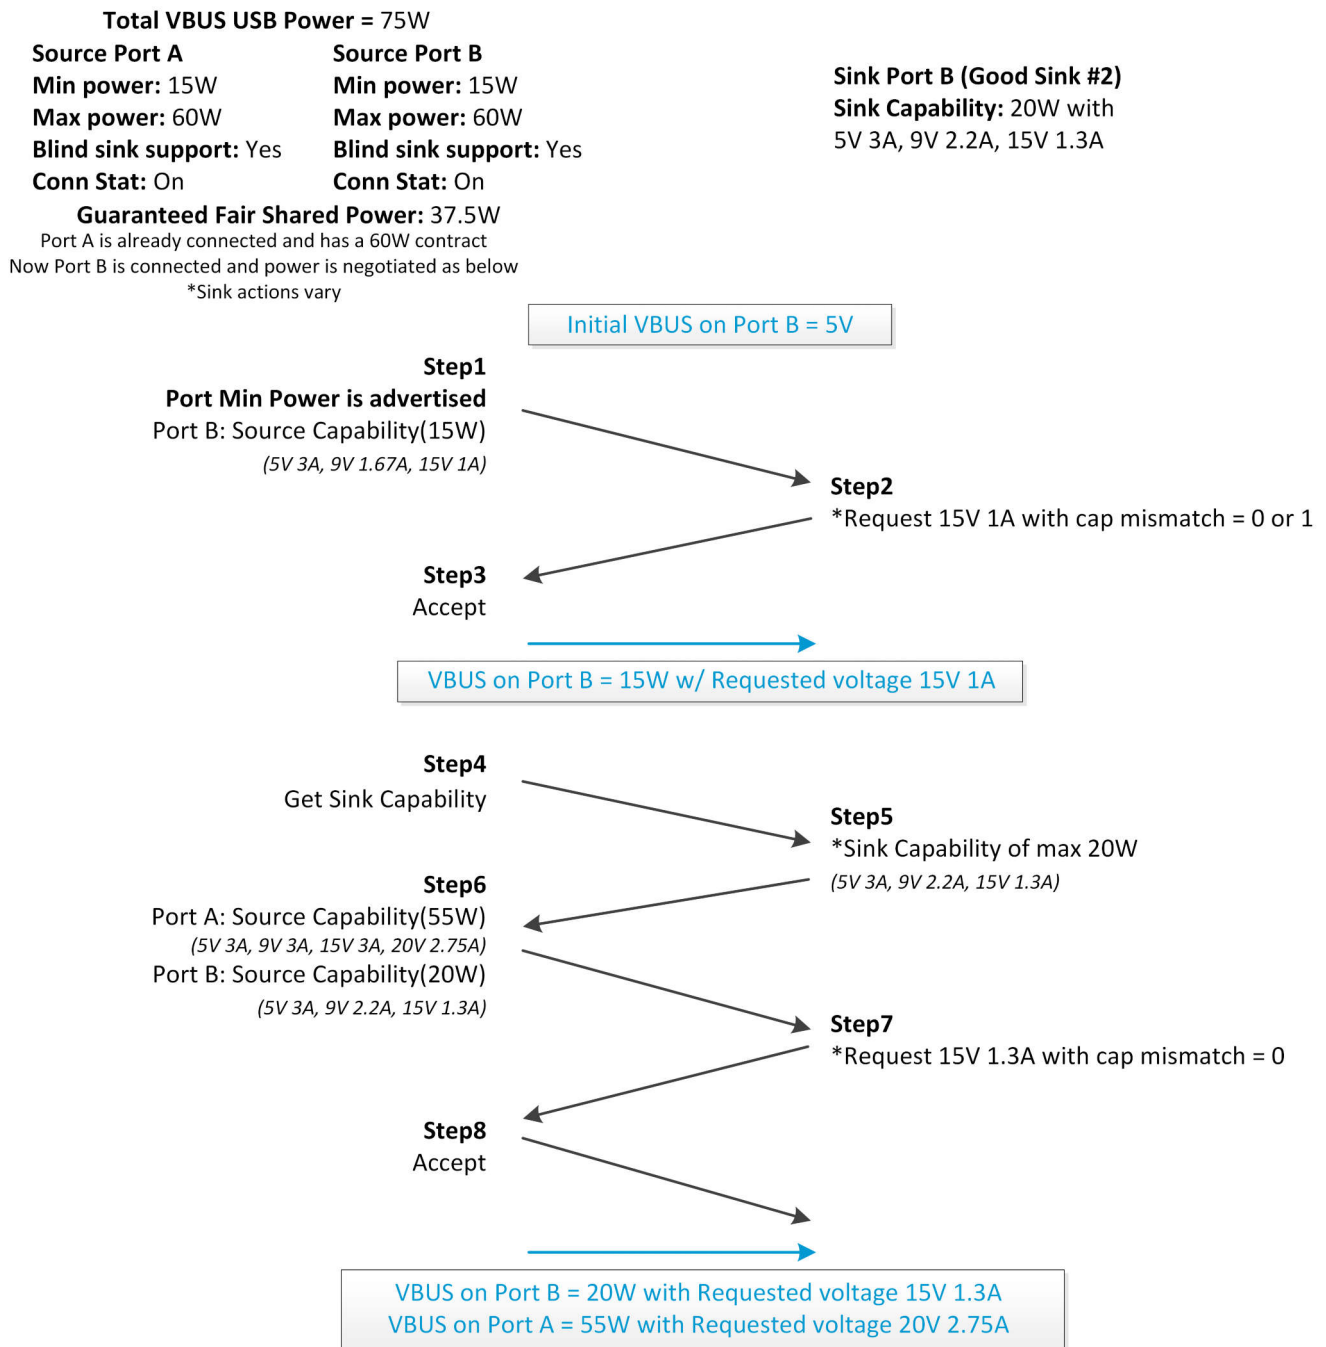 Total VBUS USB Power = 75W
Source Port A
Min power: 15W
Max power: 60W
Blind sink support: Yes
Conn Stat: On
Source Port B
Min power: 15W
Max power: 60W
Blind sink support: Yes
Conn Stat: On
Guaranteed Fair Shared Power: 37.5W
Port A is already connected and has a 60W contract
Now Port B is connected and power is negotiated as below
*Sink actions vary
Sink Port B (Good Sink #2)
Sink Capability: 20W with
5V 3A, 9V 2.2A, 15V 1.3A
Initial VBUS on Port B = 5V
Step1
Port Min Power is advertised
Port B: Source Capability(15W)
(5V 3A, 9V 1.67A, 15V 1A)
Step2
*Request 15V 1A with cap mismatch = 0 or 1
Step3
Accept
VBUS on Port B = 15W w/ Requested voltage 15V 1A
Step4
Get Sink Capability
Step5
*Sink Capability of max 20W
(5V 3A, 9V 2.2A, 15V 1.3A)
Step6
Port A: Source Capability(55W)
(5V 3A, 9V 3A, 15V 3A, 20V 2.75A)
Port B: Source Capability(20W)
(5V 3A, 9V 2.2A, 15V 1.3A)
Step7
*Request 15V 1.3A with cap mismatch = 0
Step8
Accept
VBUS on Port B = 20W with Requested voltage 15V 1.3A
VBUS on Port A = 55W with Requested voltage 20V 2.75A